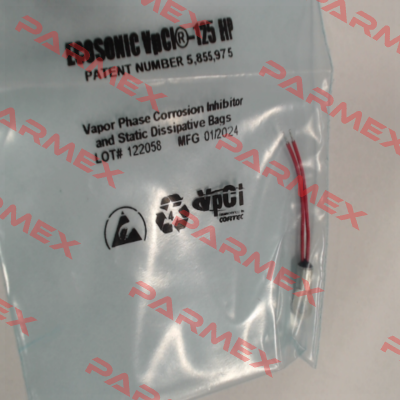 ECOSONIC VpCI®-125 HP
PATENT NUMBER 5,855,975
Vapor Phase Corrosion Inhibitor
and Static Dissipative Bags
LOT# 122058 MFG 01/2024
4
VpCI
PARMEX
PARMEX
PARMEX
PARMEX
PARMEX
PARMEX
PARMEX